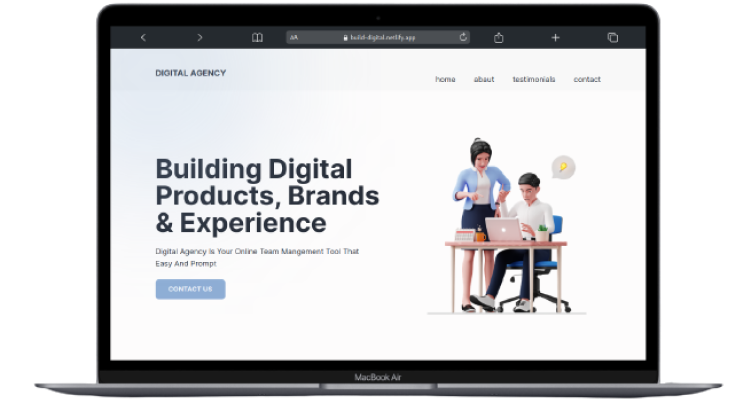 AA build-digital.netlify.app
DIGITAL AGENCY
home about testimonials contact
Building Digital
Products, Brands
& Experience
Digital Agency Is Your Online Team Mangement Tool That
Easy And Prompt
CONTACT US
MacBook Air